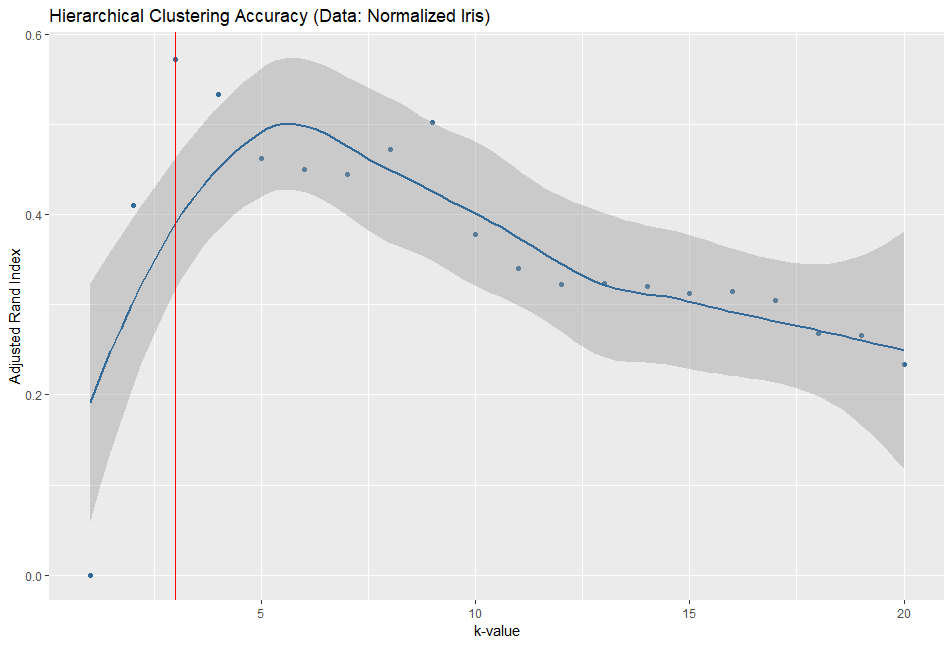 Hierarchical Clustering Accuracy (Data: Normalized Iris)
Adjusted Rand Index
0.6
0.4
0.2
0.0
5 10 15 20
k-value